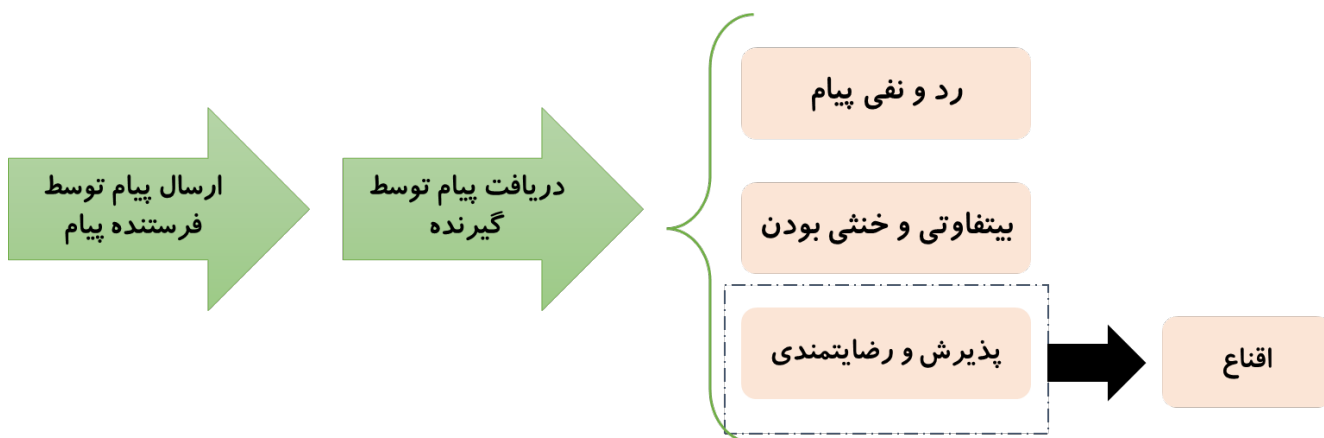 ارسال پیام توسط
فرستنده پیام
دریافت پیام توسط
گیرنده
رد و نفی پیام
بیتفاوتی و خنثی بودن
پذیرش و رضایتمندی
اقناع